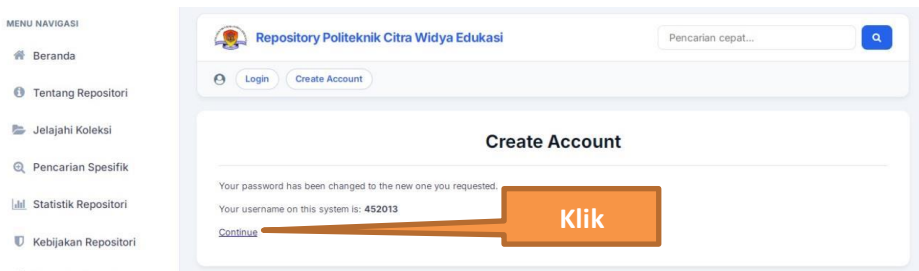 MENU NAVIGASI
Beranda
Tentang Repositori
Jelajahi Koleksi
Pencarian Spesifik
Statistik Repositori
Kebijakan Repositori
Repository Politeknik Citra Widya Edukasi
Pencarian cepat...
Login
Create Account
Create Account
Your password has been changed to the new one you requested.
Your username on this system is: 452013
Continue
Klik